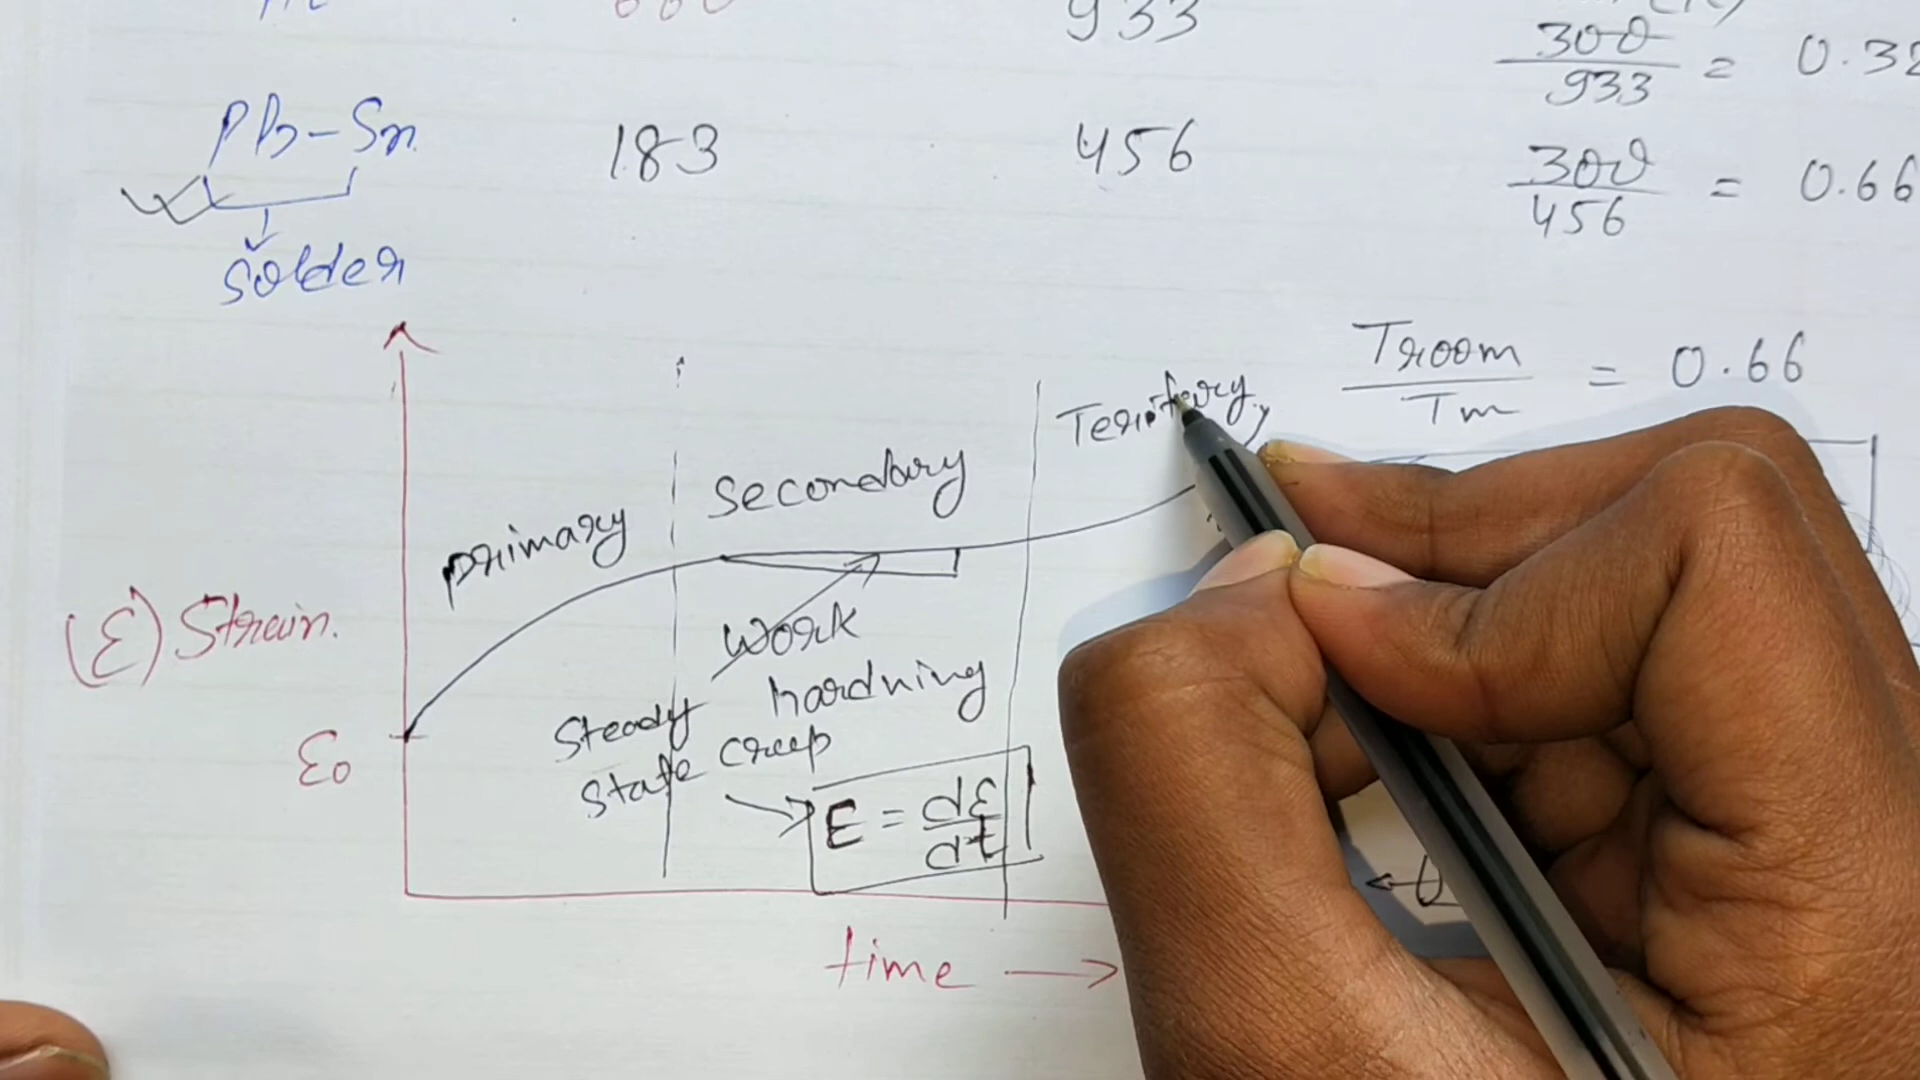 933
300
933
= 0.32
Pb-Sn
183
456
300
456
= 0.66
Solder
Troom
Tm
= 0.66
Tertiary
Secondary
primary
(ε) Strain.
work
hardning
Steady
State creep
ε0
Ė = dε
dt
time